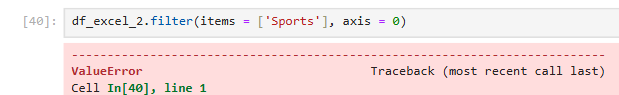 [40]: df_excel_2.filter(items = ['Sports'], axis = 0)
---------------------------------------------------------------------------
ValueError Traceback (most recent call last)
Cell In[40], line 1